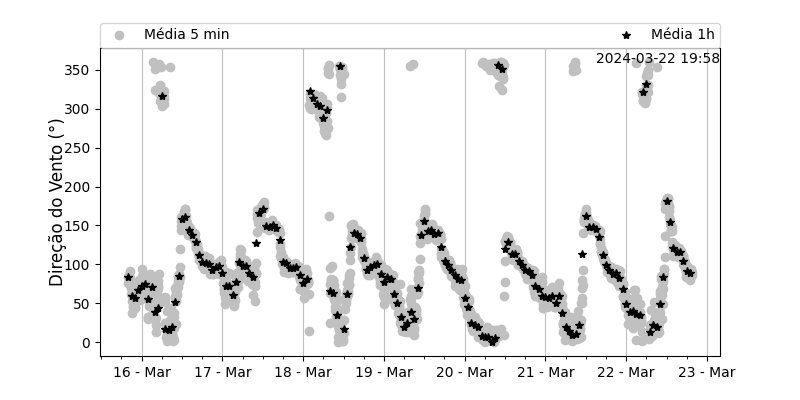 Média 5 min
Média 1h
2024-03-22 19:58
Direção do Vento (°)
350
300
250
200
150
100
50
0
16 - Mar
17 - Mar
18 - Mar
19 - Mar
20 - Mar
21 - Mar
22 - Mar
23 - Mar